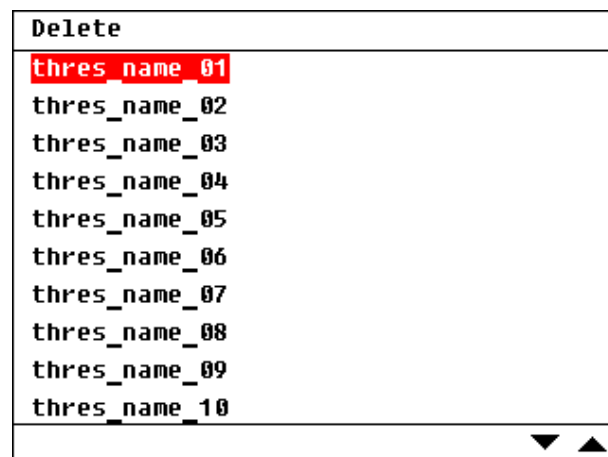 Delete
thres_name_01
thres_name_02
thres_name_03
thres_name_04
thres_name_05
thres_name_06
thres_name_07
thres_name_08
thres_name_09
thres_name_10